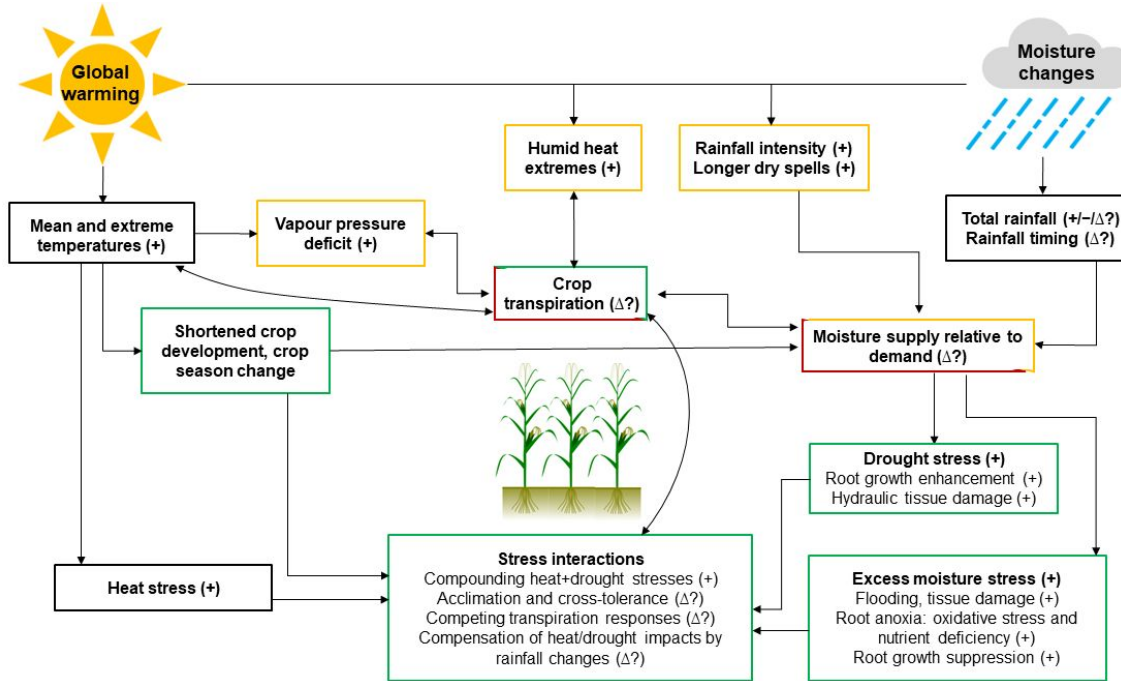 Global
warming
Moisture
changes
Humid heat
extremes (+)
Rainfall intensity (+)
Longer dry spells (+)
Mean and extreme
temperatures (+)
Vapour pressure
deficit (+)
Total rainfall (+/−/Δ?)
Rainfall timing (Δ?)
Crop
transpiration (Δ?)
Shortened crop
development, crop
season change
Moisture supply relative to
demand (Δ?)
Drought stress (+)
Root growth enhancement (+)
Hydraulic tissue damage (+)
Heat stress (+)
Stress interactions
Compounding heat+drought stresses (+)
Acclimation and cross-tolerance (Δ?)
Competing transpiration responses (Δ?)
Compensation of heat/drought impacts by
rainfall changes (Δ?)
Excess moisture stress (+)
Flooding, tissue damage (+)
Root anoxia: oxidative stress and
nutrient deficiency (+)
Root growth suppression (+)